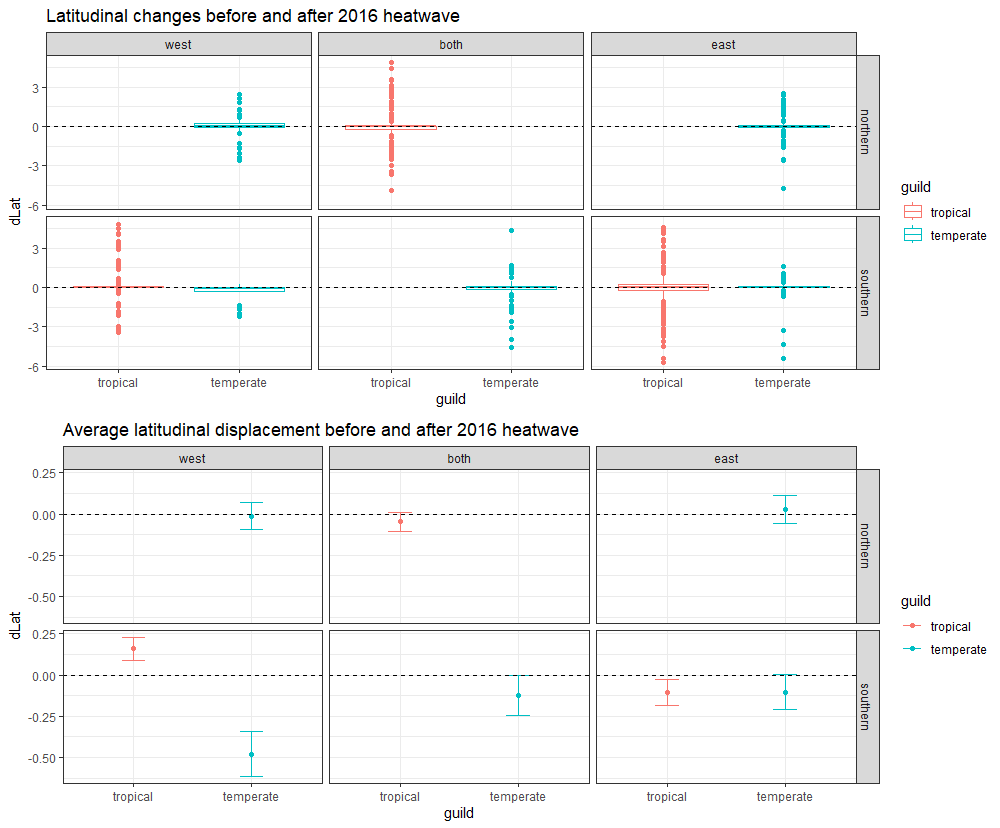 Latitudinal changes before and after 2016 heatwave
west both east
3
0
-3
-6
northern
dLat
3
0
-3
-6
southern
tropical temperate tropical temperate tropical temperate
guild
guild
tropical
temperate
Average latitudinal displacement before and after 2016 heatwave
west both east
0.25
0.00
-0.25
-0.50
northern
dLat
0.25
0.00
-0.25
-0.50
southern
tropical temperate tropical temperate tropical temperate
guild
guild
tropical
temperate